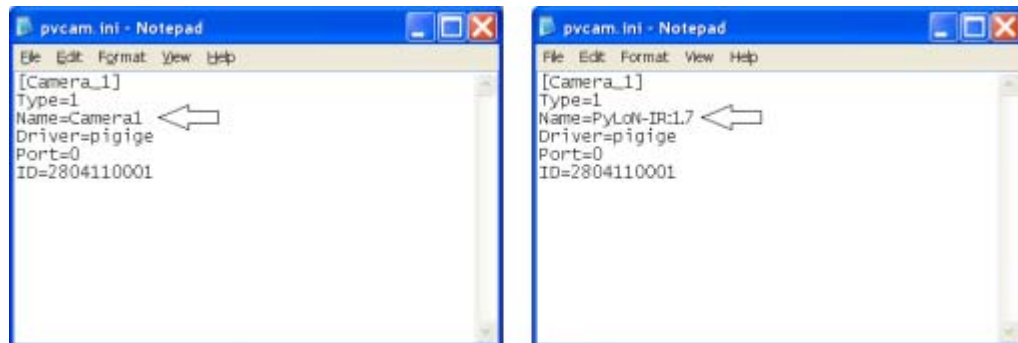 pvcam.ini - Notepad
File Edit Format View Help
[Camera_1]
Type=1
Name=Camera1
Driver=pigige
Port=0
ID=2804110001
pvcam.ini - Notepad
File Edit Format View Help
[Camera_1]
Type=1
Name=PyLoN-IR:1.7
Driver=pigige
Port=0
ID=2804110001